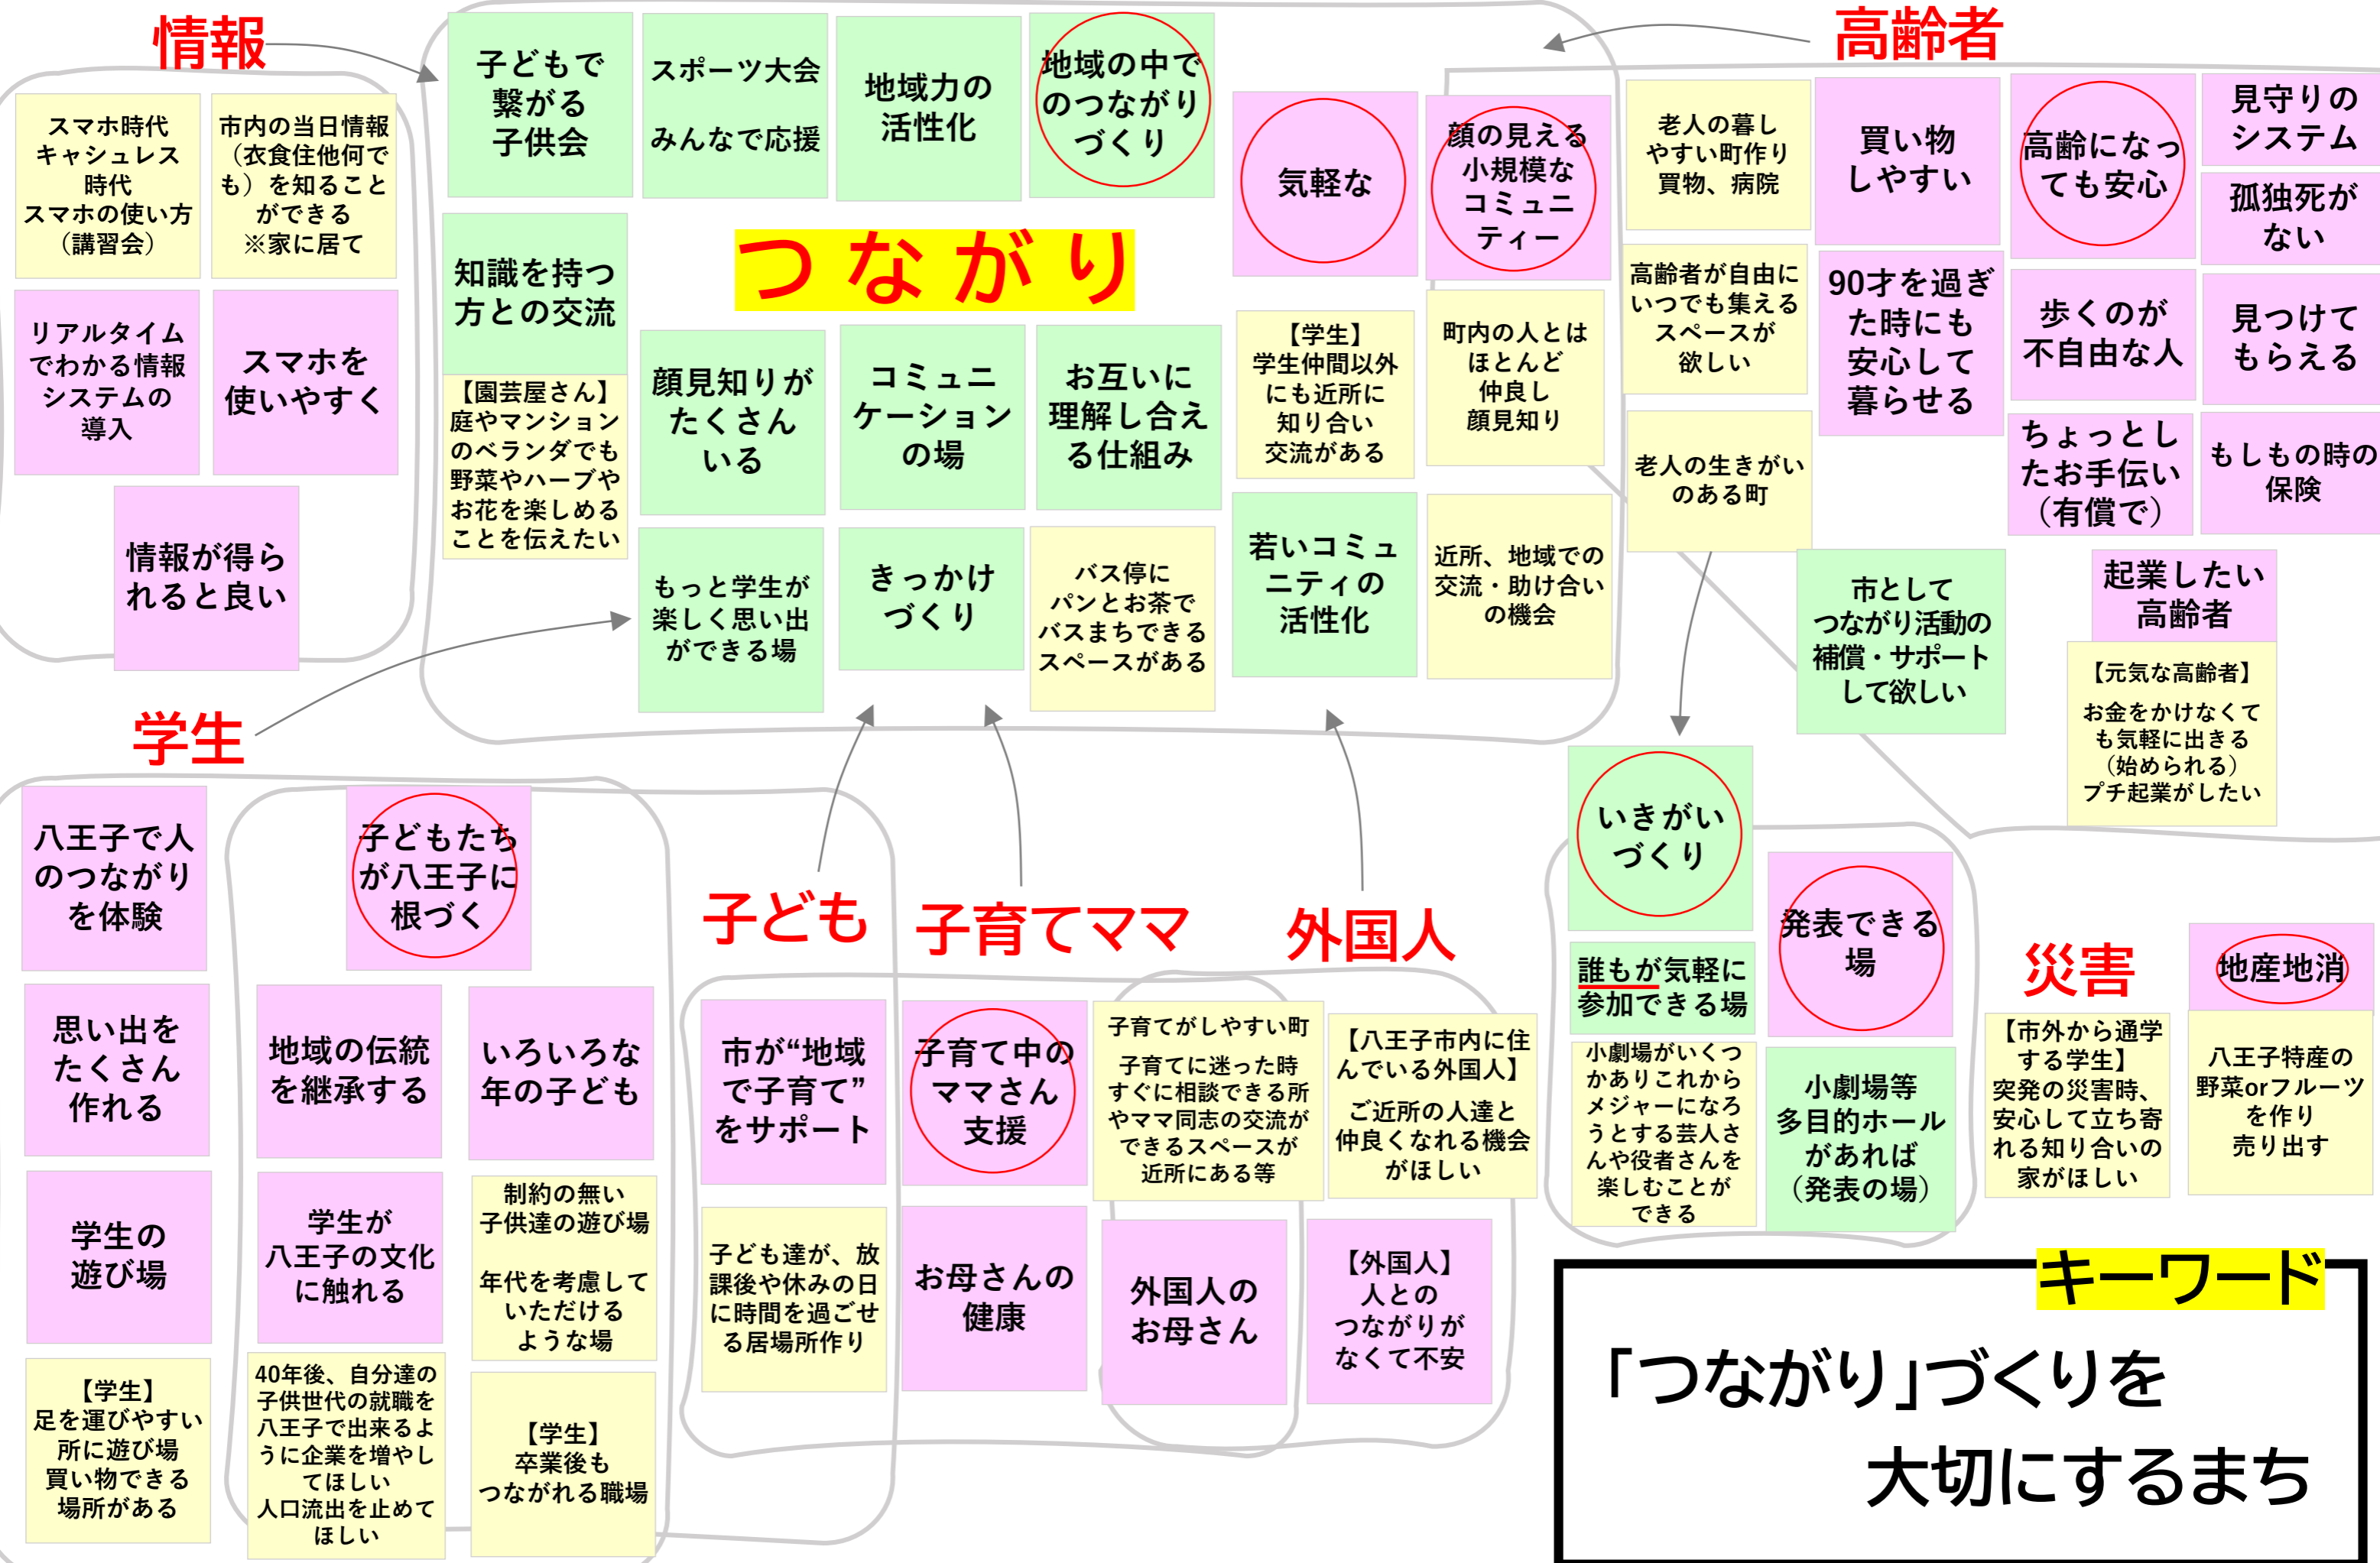 情報
スマホ時代
キャシュレス
時代
スマホの使い方
（講習会）
市内の当日情報
（衣食住他何で
も）を知ること
ができる
※家に居て
リアルタイム
でわかる情報
システムの
導入
スマホを
使いやすく
情報が得ら
れると良い
つながり
子どもで
繋がる
子供会
スポーツ大会
みんなで応援
地域力の
活性化
地域の中で
のつながり
づくり
気軽な
顔の見える
小規模な
コミュニ
ティー
知識を持つ
方との交流
【園芸屋さん】
庭やマンション
のベランダでも
野菜やハーブや
お花を楽しめる
ことを伝えたい
顔見知りが
たくさん
いる
コミュニ
ケーション
の場
お互いに
理解し合え
る仕組み
【学生】
学生仲間以外
にも近所に
知り合い
交流がある
町内の人とは
ほとんど
仲良し
顔見知り
もっと学生が
楽しく思い出
ができる場
きっかけ
づくり
バス停に
パンとお茶で
バスまちできる
スペースがある
若いコミュ
ニティの
活性化
近所、地域での
交流・助け合い
の機会
高齢者
老人の暮し
やすい町作り
買物、病院
買い物
しやすい
高齢になっ
ても安心
見守りの
システム
孤独死が
ない
高齢者が自由に
いつでも集える
スペースが
欲しい
90才を過ぎ
た時にも
安心して
暮らせる
歩くのが
不自由な人
見つけて
もらえる
老人の生きがい
のある町
ちょっとし
たお手伝い
（有償で）
もしもの時の
保険
市として
つながり活動の
補償・サポート
して欲しい
起業したい
高齢者
【元気な高齢者】
お金をかけなくて
も気軽に出きる
（始められる）
プチ起業がしたい
学生
八王子で人
のつながり
を体験
思い出を
たくさん
作れる
学生の
遊び場
【学生】
足を運びやすい
所に遊び場
買い物できる
場所がある
子どもたち
が八王子に
根づく
地域の伝統
を継承する
いろいろな
年の子ども
学生が
八王子の文化
に触れる
制約の無い
子供達の遊び場
年代を考慮して
いただける
ような場
40年後、自分達の
子供世代の就職を
八王子で出来るよ
うに企業を増やし
てほしい
人口流出を止めて
ほしい
【学生】
卒業後も
つながれる職場
子ども
子育てママ
外国人
市が“地域
で子育て”
をサポート
子育て中の
ママさん
支援
子育てがしやすい町
子育てに迷った時
すぐに相談できる所
やママ同志の交流が
できるスペースが
近所にある等
【八王子市内に住
んでいる外国人】
ご近所の人達と
仲良くなれる機会
がほしい
子ども達が、放
課後や休みの日
に時間を過ごせ
る居場所作り
お母さんの
健康
外国人の
お母さん
【外国人】
人との
つながりが
なくて不安
いきがい
づくり
発表できる
場
誰もが気軽に
参加できる場
小劇場がいくつ
かありこれから
メジャーになろ
うとする芸人さ
んや役者さんを
楽しむことが
できる
小劇場等
多目的ホール
があれば
（発表の場）
災害
【市外から通学
する学生】
突発の災害時、
安心して立ち寄
れる知り合いの
家がほしい
地産地消
八王子特産の
野菜orフルーツ
を作り
売り出す
キーワード
「つながり」づくりを
大切にするまち